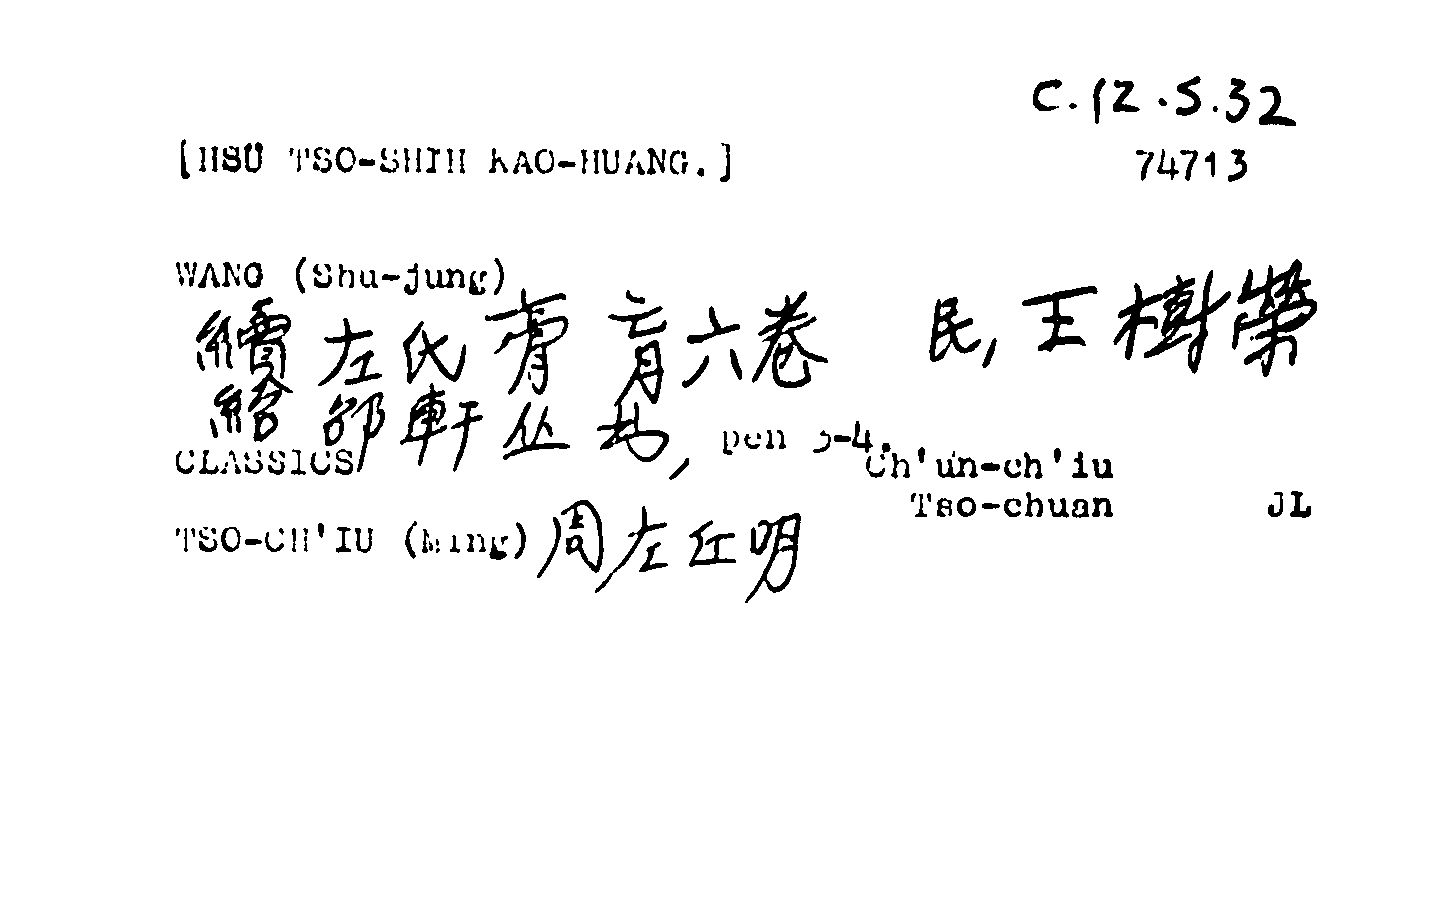 C.12.5.32
[HSÜ TSO-SHIH KAO-HUANG.] 74713
WANG (Shu-jung)
續左氏膏肓六卷 民, 王樹榮
紹邵軒丛书, pen 3-4.
CLASSICS Ch'un-ch'iu
Tso-chuan JL
TSO-CH'IU (Ming) 周左丘明